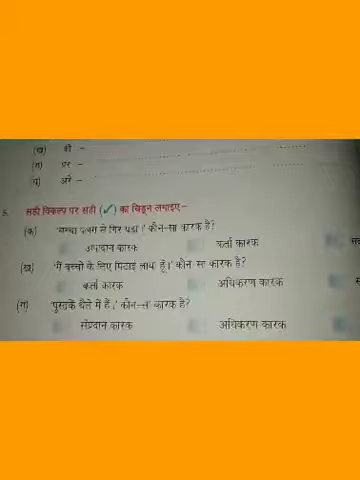 (ख) की –
(ग) पर –
(घ) अरे –
5. सही विकल्प पर सही (✓) का चिह्न लगाइए–
(क) 'बच्चा पलंग से गिर पड़ा।' कौन-सा कारक है?
अपादान कारक कर्ता कारक
(ख) 'मैं बच्चों के लिए मिठाई लाया हूँ।' कौन-सा कारक है?
कर्ता कारक अधिकरण कारक
(ग) 'पुस्तकें थैले में हैं।' कौन-सा कारक है?
संप्रदान कारक अधिकरण कारक